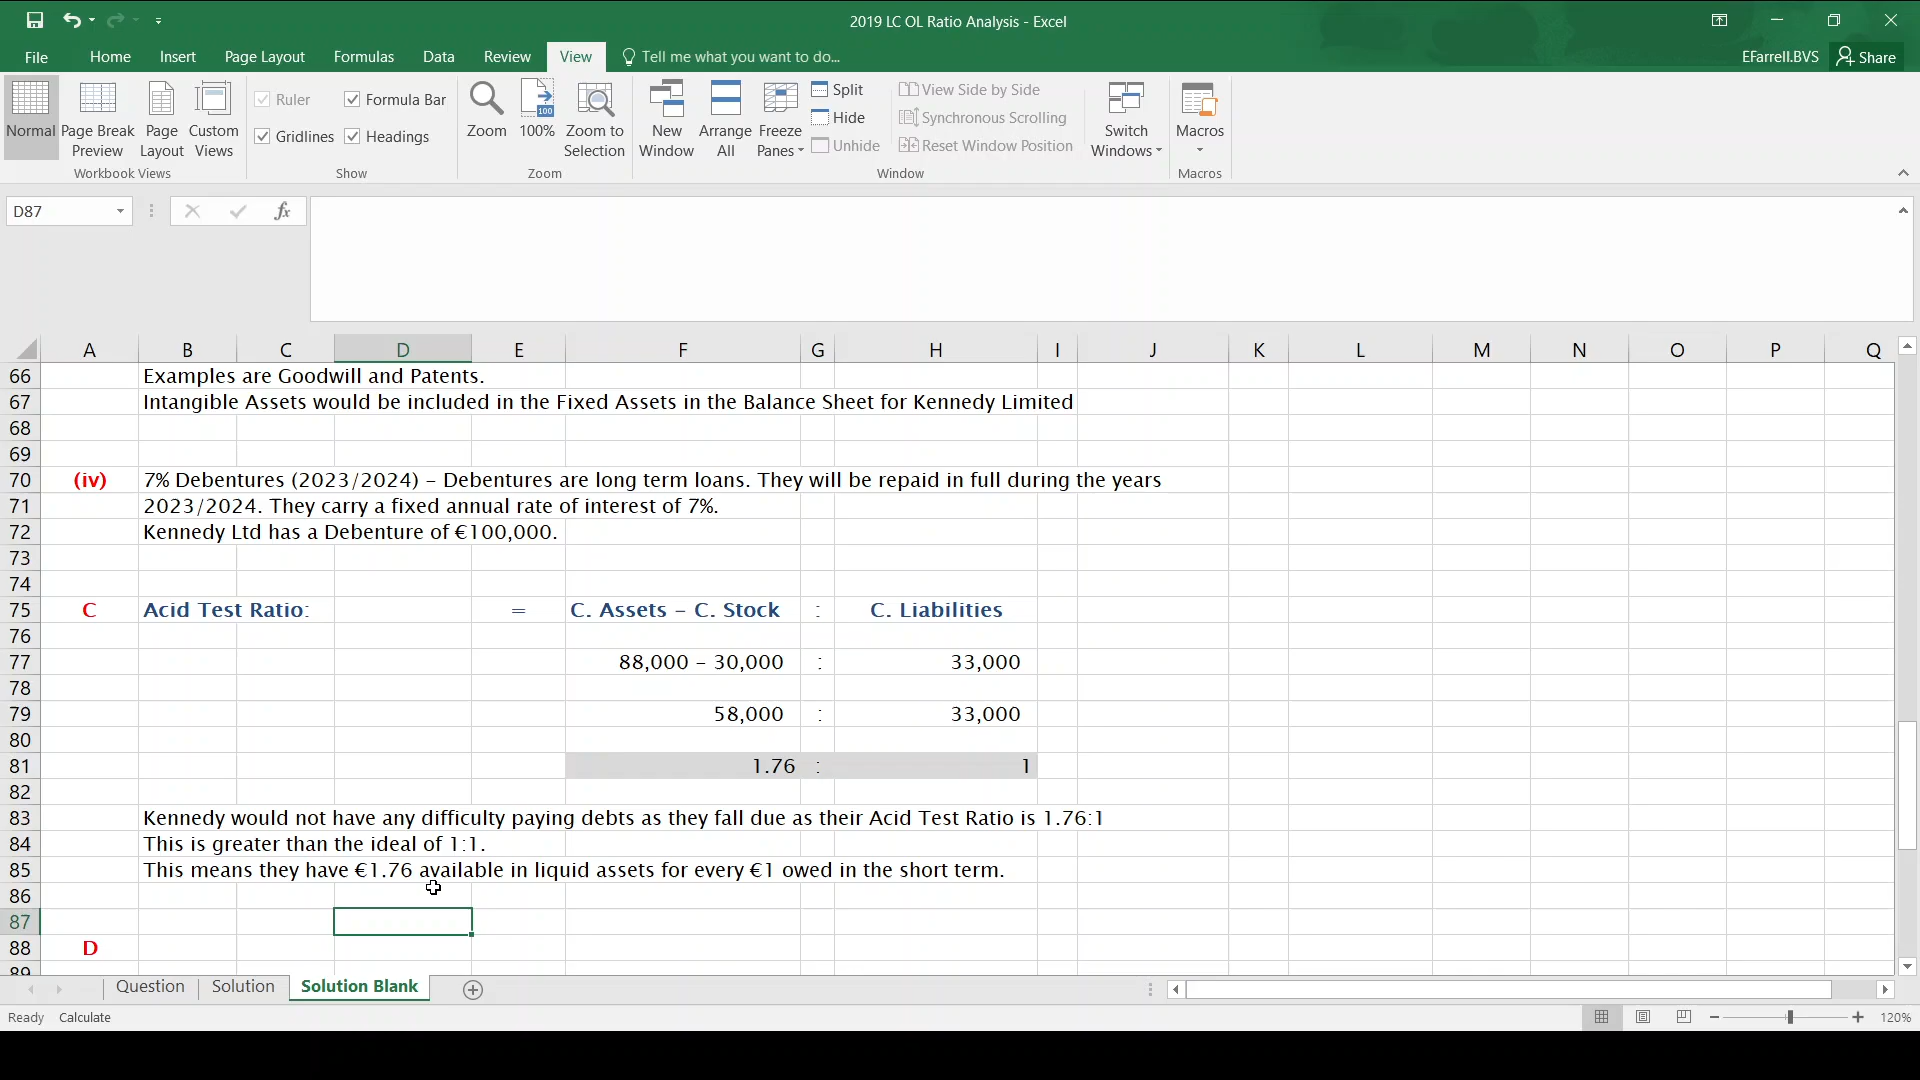 2019 LC OL Ratio Analysis - Excel
File Home Insert Page Layout Formulas Data Review View Tell me what you want to do... EFarrell.BVS Share
Normal Page Break Preview Page Layout Custom Views
Workbook Views
Ruler Formula Bar
Gridlines Headings
Show
Zoom 100% Zoom to Selection
100
Zoom
New Window Arrange All Freeze Panes
Split
Hide
Unhide
View Side by Side
Synchronous Scrolling
Reset Window Position
Switch Windows
Window
Macros
Macros
D87 fx
A B C D E F G H I J K L M N O P Q
66 Examples are Goodwill and Patents.
67 Intangible Assets would be included in the Fixed Assets in the Balance Sheet for Kennedy Limited
68
69
70 (iv) 7% Debentures (2023/2024) - Debentures are long term loans. They will be repaid in full during the years
71 2023/2024. They carry a fixed annual rate of interest of 7%.
72 Kennedy Ltd has a Debenture of €100,000.
73
74
75 C Acid Test Ratio: = C. Assets - C. Stock : C. Liabilities
76
77 88,000 - 30,000 : 33,000
78
79 58,000 : 33,000
80
81 1.76 : 1
82
83 Kennedy would not have any difficulty paying debts as they fall due as their Acid Test Ratio is 1.76:1
84 This is greater than the ideal of 1:1.
85 This means they have €1.76 available in liquid assets for every €1 owed in the short term.
86
87
88 D
89
Question Solution Solution Blank
Ready Calculate 120%